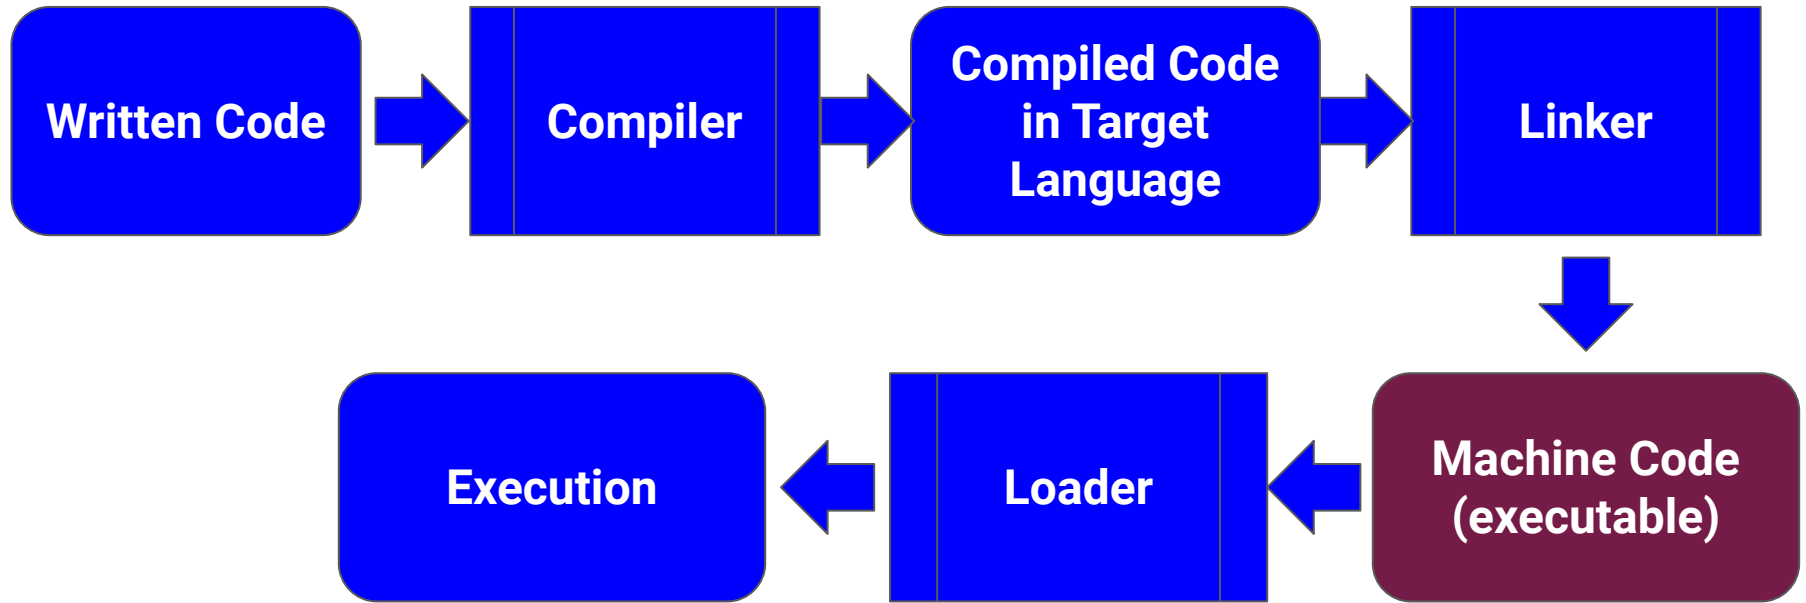 Written Code
Compiler
Compiled Code
in Target
Language
Linker
Machine Code
(executable)
Loader
Execution